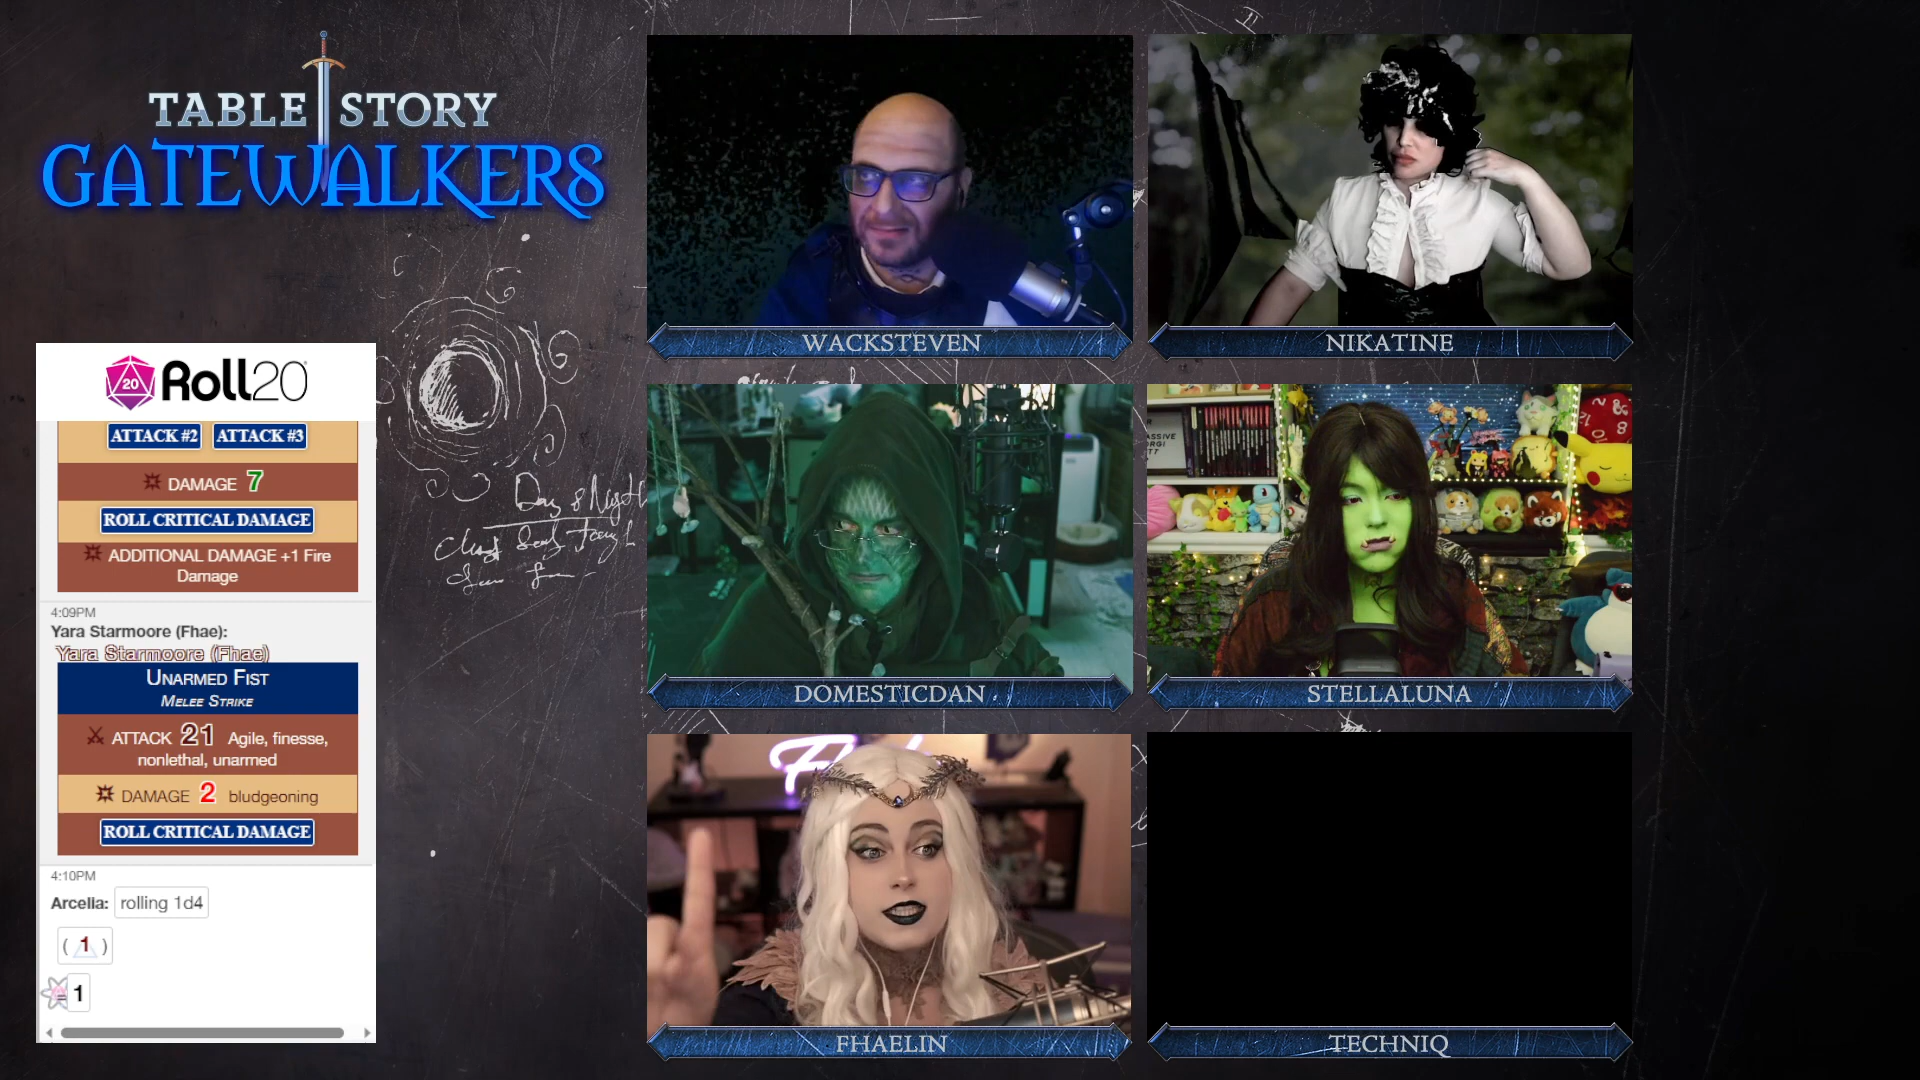 TABLE STORY
GATEWALKERS
Roll20
ATTACK #2 ATTACK #3
DAMAGE 7
ROLL CRITICAL DAMAGE
ADDITIONAL DAMAGE +1 Fire
Damage
4:09PM
Yara Starmoore (Fhae):
Yara Starmoore (Fhae)
UNARMED FIST
MELEE STRIKE
ATTACK 21 Agile, finesse,
nonlethal, unarmed
DAMAGE 2 bludgeoning
ROLL CRITICAL DAMAGE
4:10PM
Arcelia: rolling 1d4
( 1 )
1
Day & Night
WACKSTEVEN
NIKATINE
DOMESTICDAN
STELLALUNA
FHAELIN
TECHNIQ